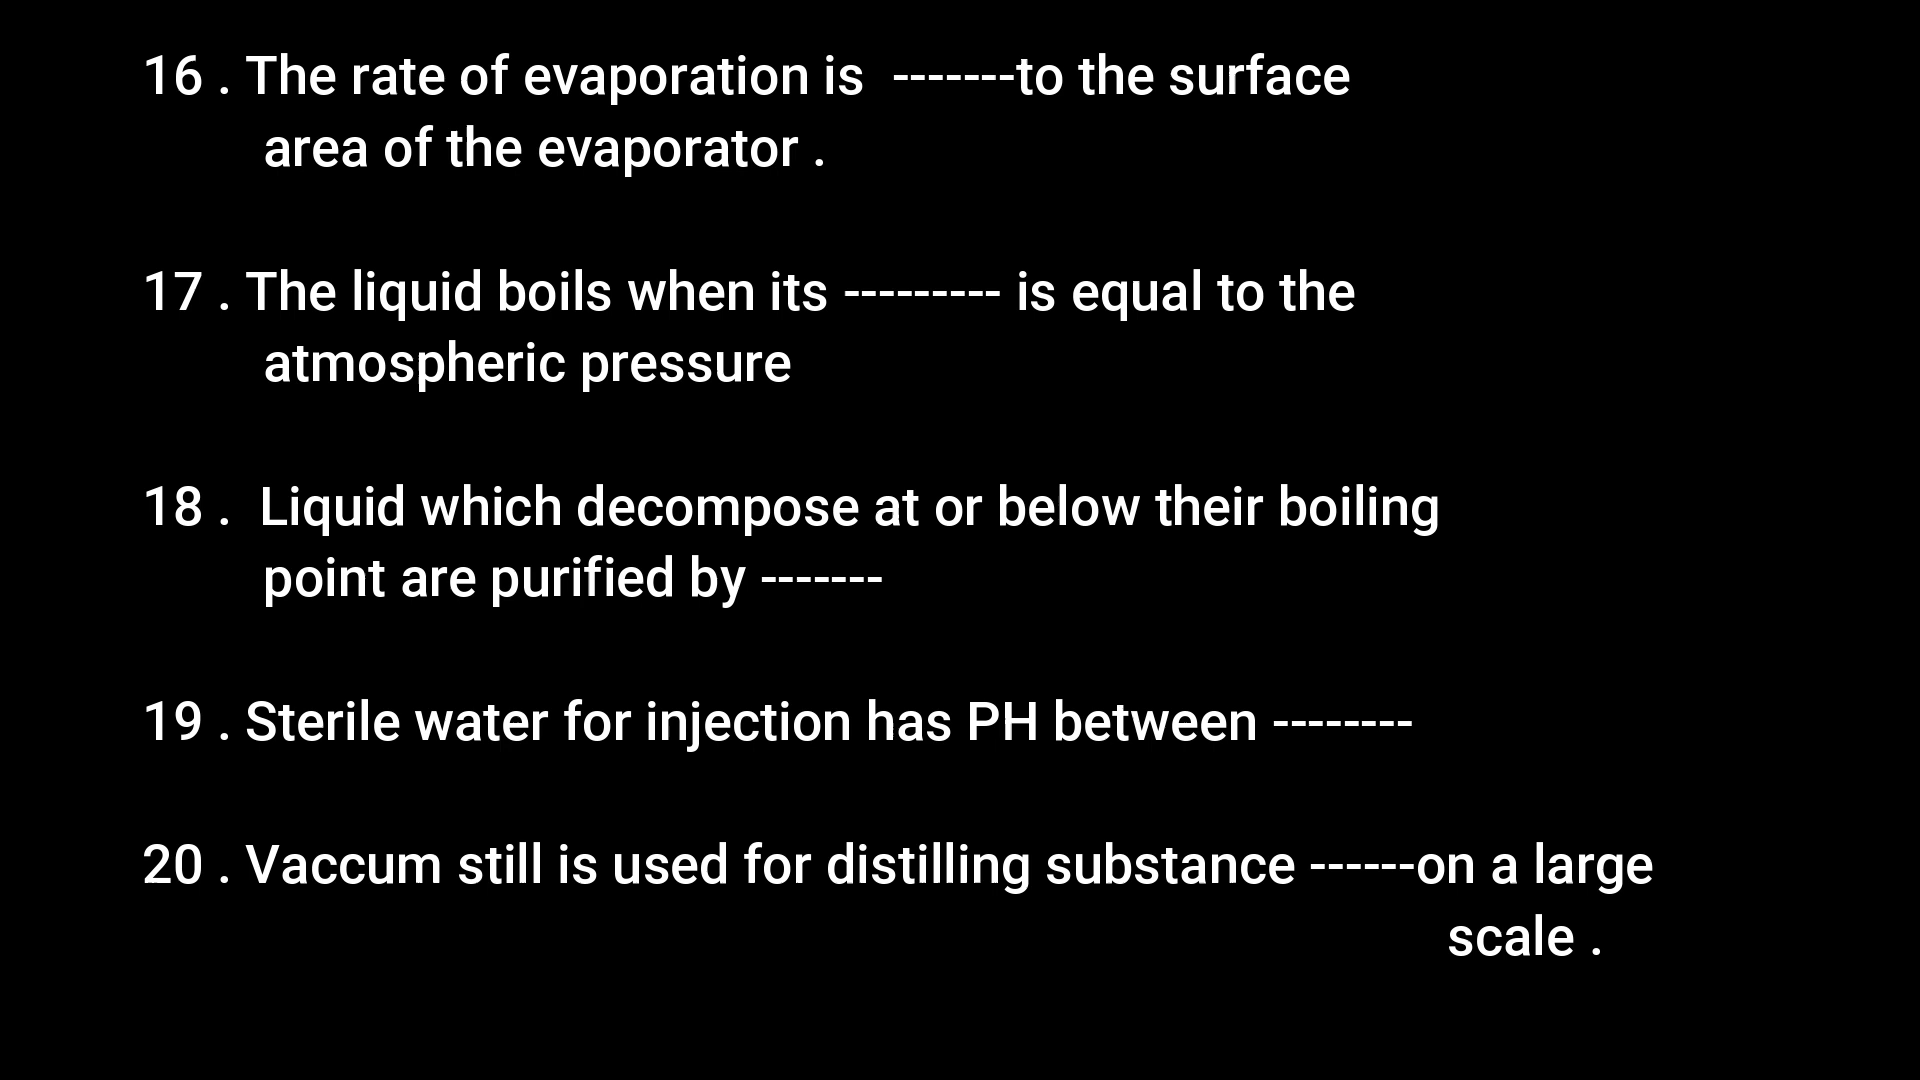 16 . The rate of evaporation is  -------to the surface
area of the evaporator .
17 . The liquid boils when its --------- is equal to the
atmospheric pressure
18 .  Liquid which decompose at or below their boiling
point are purified by -------
19 . Sterile water for injection has PH between --------
20 . Vaccum still is used for distilling substance ------on a large
scale .